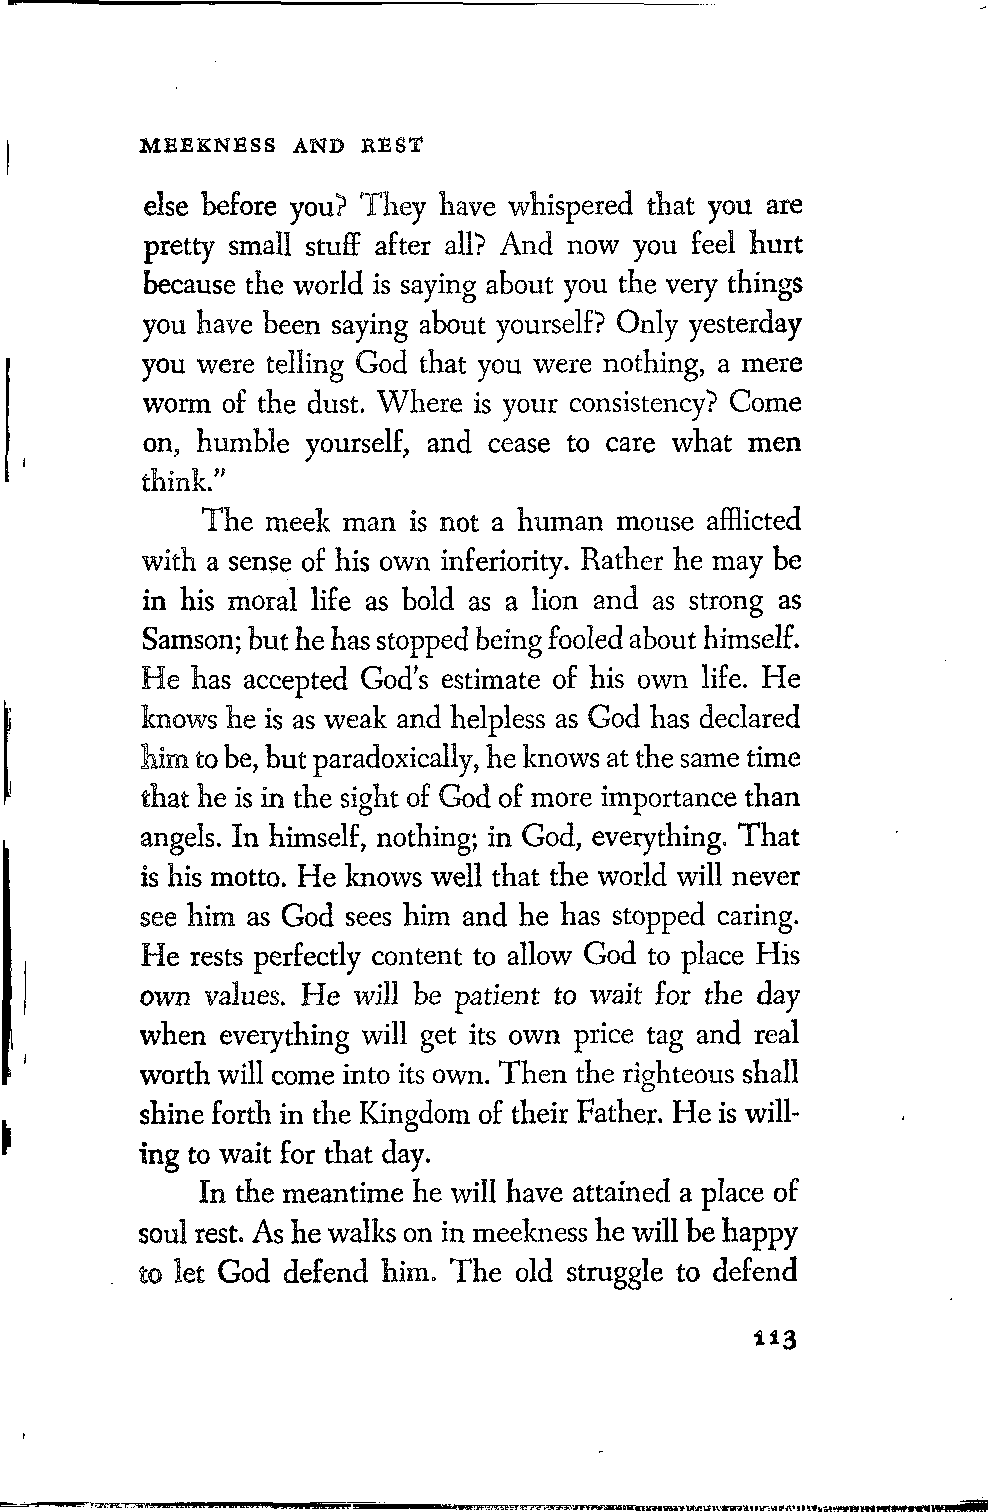 MEEKNESS AND REST
else before you? They have whispered that you are
pretty small stuff after all? And now you feel hurt
because the world is saying about you the very things
you have been saying about yourself? Only yesterday
you were telling God that you were nothing, a mere
worm of the dust. Where is your consistency? Come
on, humble yourself, and cease to care what men
think."
The meek man is not a human mouse afflicted
with a sense of his own inferiority. Rather he may be
in his moral life as bold as a lion and as strong as
Samson; but he has stopped being fooled about himself.
He has accepted God's estimate of his own life. He
knows he is as weak and helpless as God has declared
him to be, but paradoxically, he knows at the same time
that he is in the sight of God of more importance than
angels. In himself, nothing; in God, everything. That
is his motto. He knows well that the world will never
see him as God sees him and he has stopped caring.
He rests perfectly content to allow God to place His
own values. He will be patient to wait for the day
when everything will get its own price tag and real
worth will come into its own. Then the righteous shall
shine forth in the Kingdom of their Father. He is will-
ing to wait for that day.
In the meantime he will have attained a place of
soul rest. As he walks on in meekness he will be happy
to let God defend him. The old struggle to defend
113